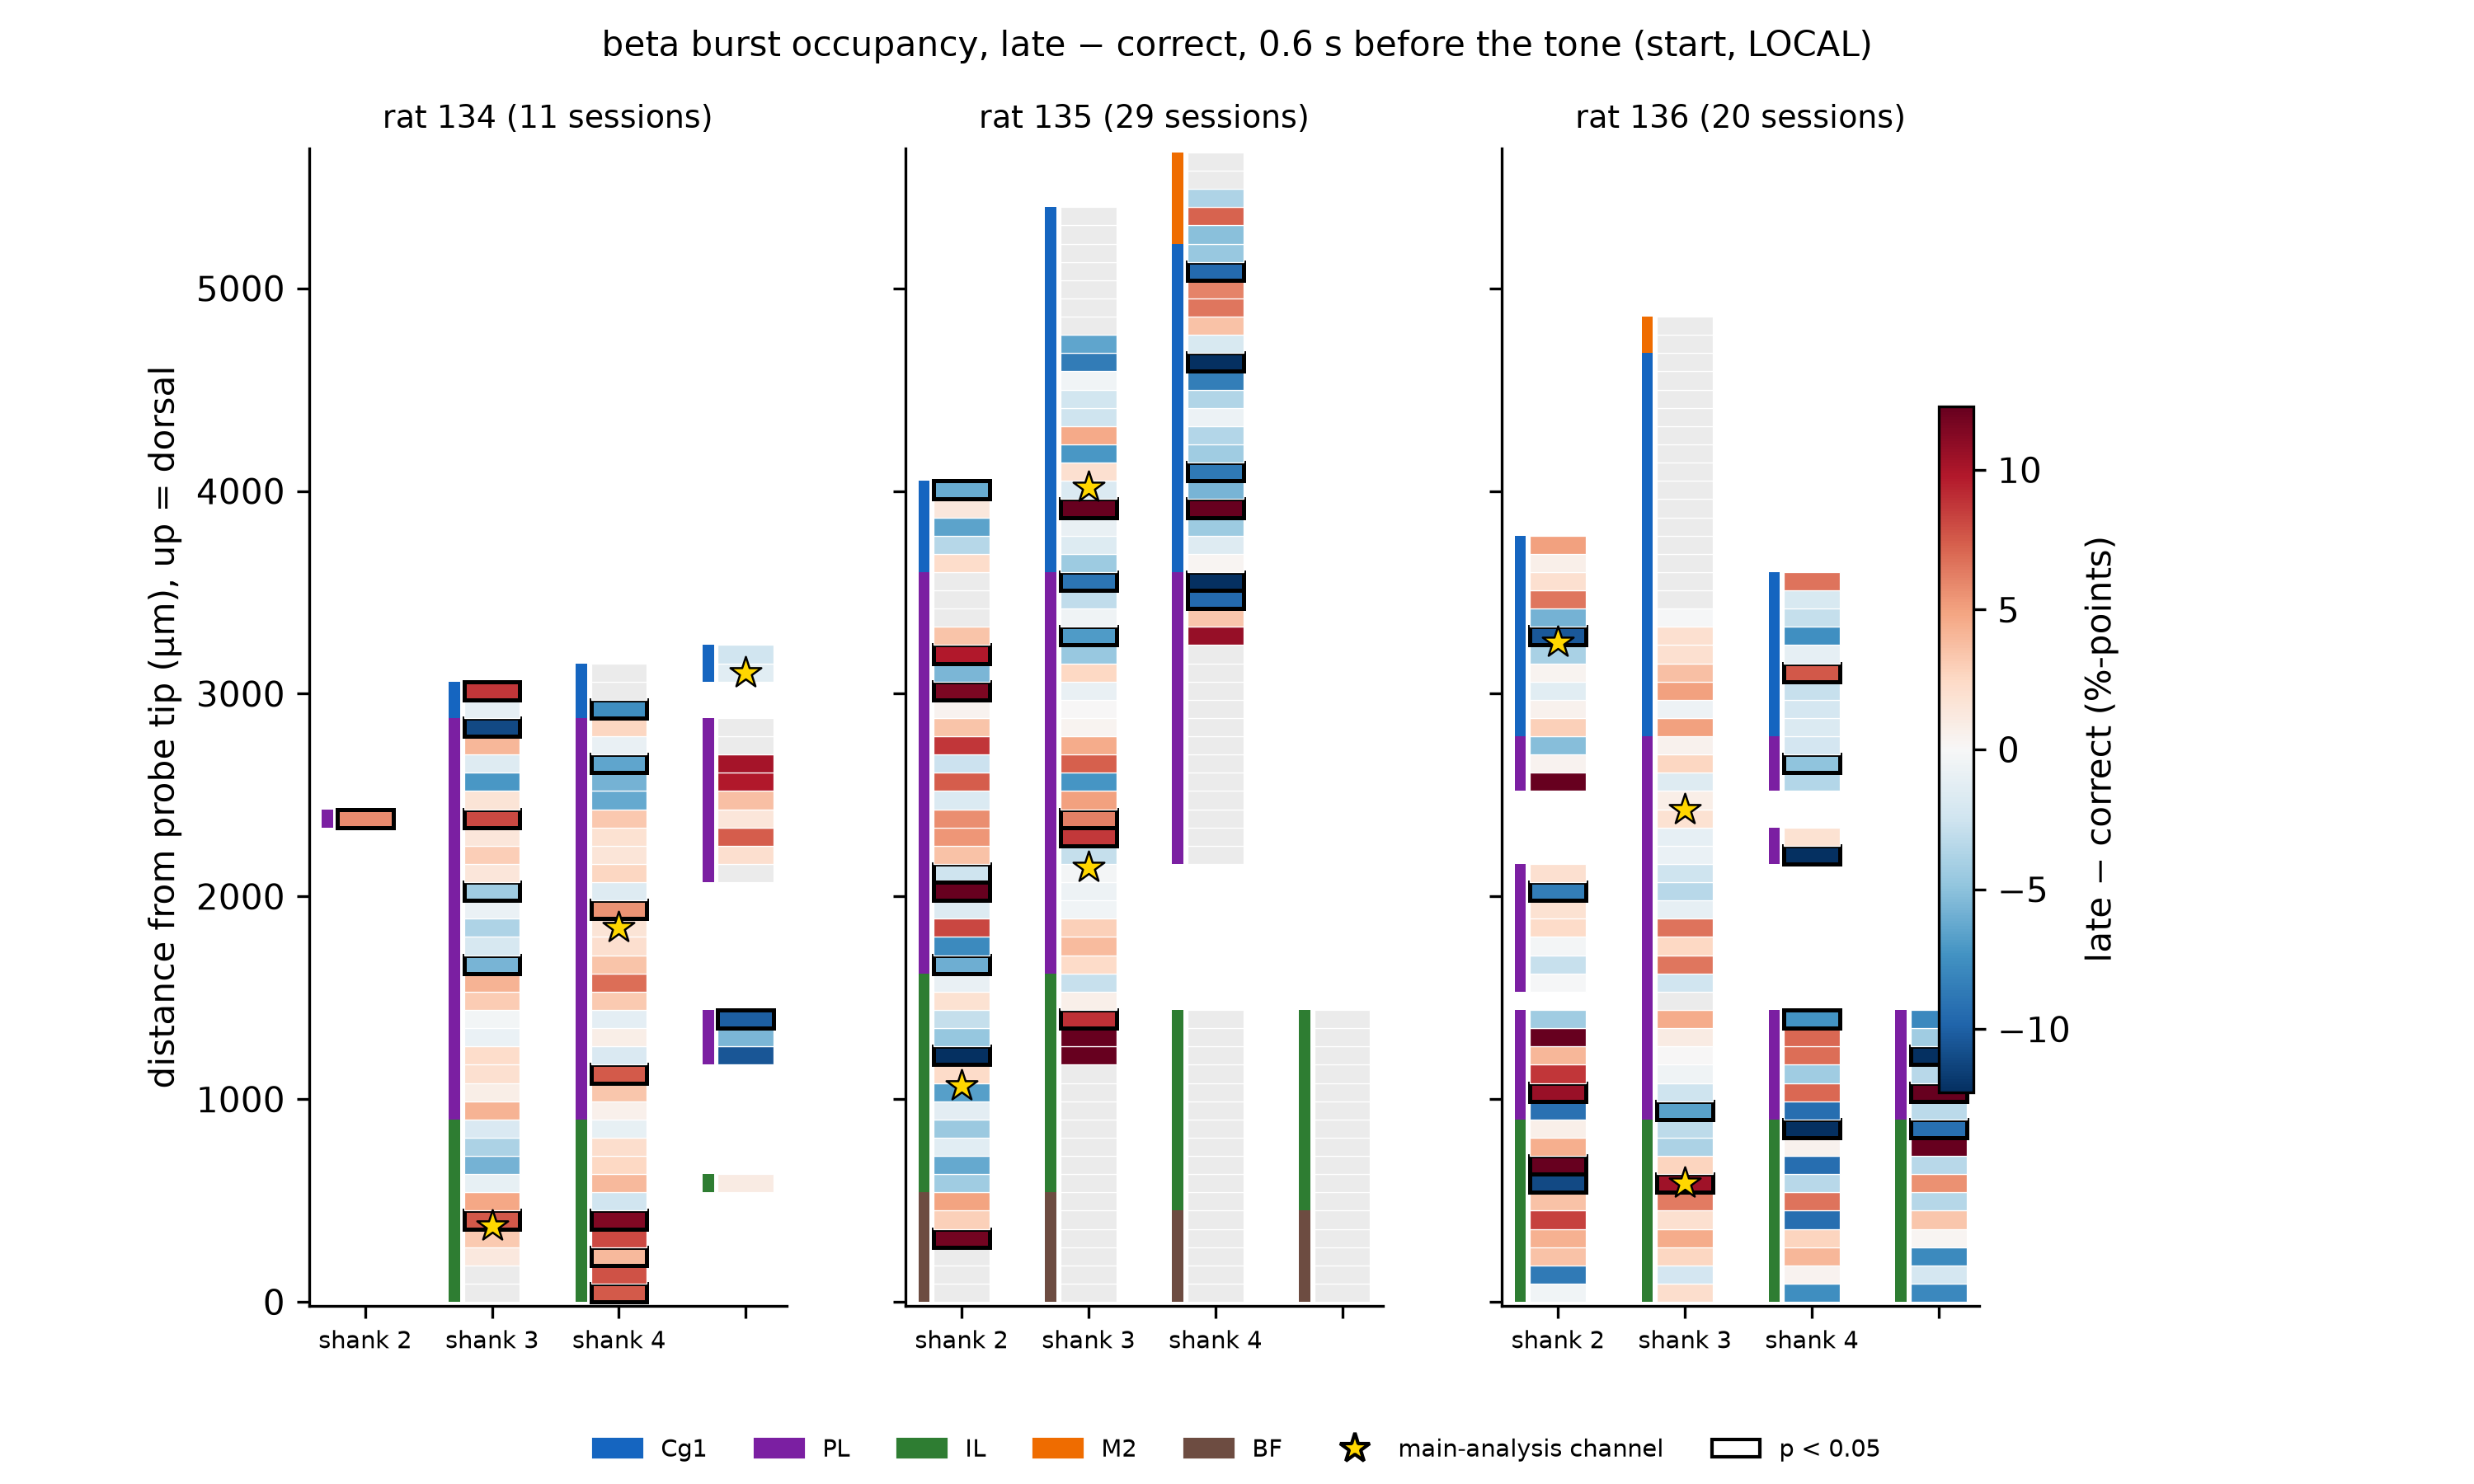 beta burst occupancy, late − correct, 0.6 s before the tone (start, LOCAL)
rat 134 (11 sessions)
rat 135 (29 sessions)
rat 136 (20 sessions)
distance from probe tip (µm), up = dorsal
5000
4000
3000
2000
1000
0
shank 2
shank 3
shank 4
shank 2
shank 3
shank 4
shank 2
shank 3
shank 4
10
5
0
−5
−10
late − correct (%-points)
Cg1
PL
IL
M2
BF
main-analysis channel
p < 0.05